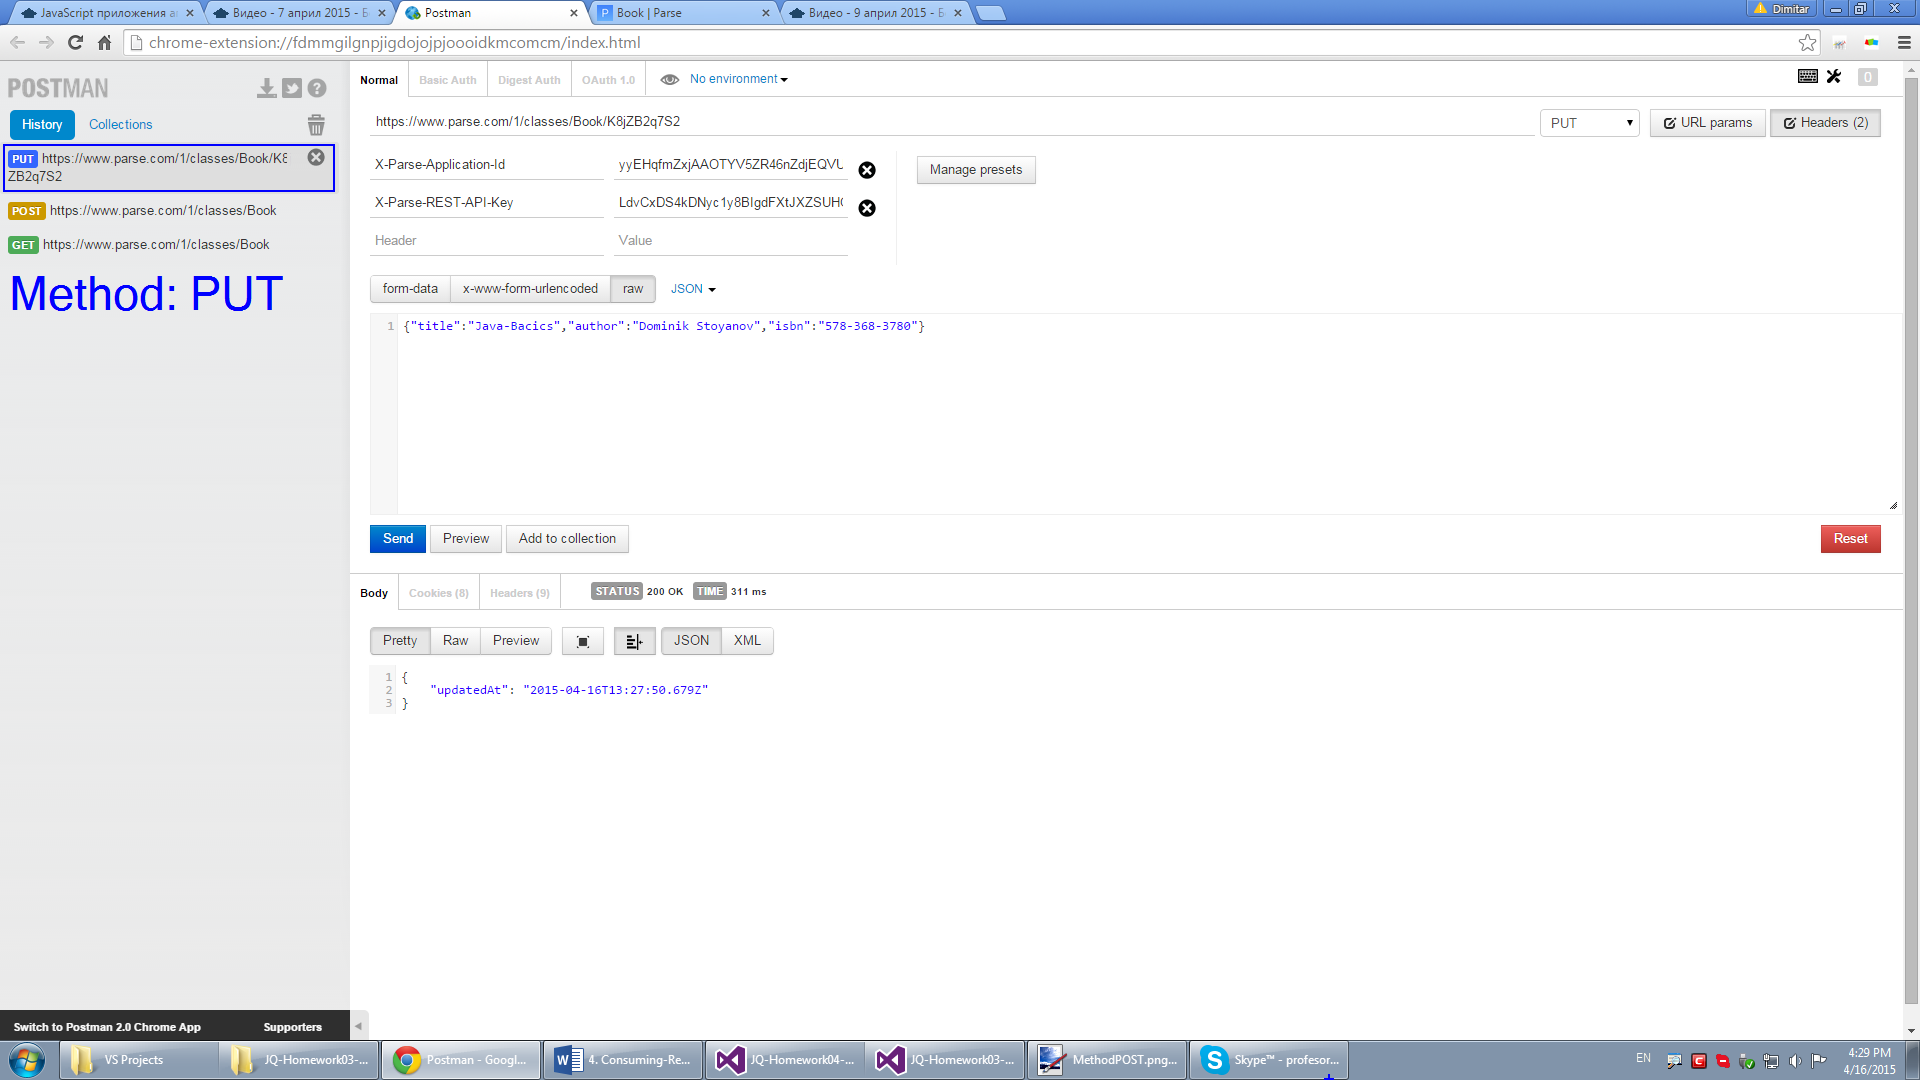 JavaScript приложения а
Видео - 7 април 2015 - Б
Postman
Book | Parse
Видео - 9 април 2015 - Б
Dimitar
chrome-extension://fdmmgilgnpjigdojojpjoooidkmcomcm/index.html
POSTMAN
History
Collections
PUT https://www.parse.com/1/classes/Book/K8
ZB2q7S2
POST https://www.parse.com/1/classes/Book
GET https://www.parse.com/1/classes/Book
Method: PUT
Switch to Postman 2.0 Chrome App
Supporters
Normal
Basic Auth
Digest Auth
OAuth 1.0
No environment
0
https://www.parse.com/1/classes/Book/K8jZB2q7S2
PUT
URL params
Headers (2)
X-Parse-Application-Id
yyEHqfmZxjAAOTYV5ZR46nZdjEQVU
Manage presets
X-Parse-REST-API-Key
LdvCxDS4kDNyc1y8BIgdFXtJXZSUH
Header
Value
form-data
x-www-form-urlencoded
raw
JSON
1 {"title":"Java-Bacics","author":"Dominik Stoyanov","isbn":"578-368-3780"}
Send
Preview
Add to collection
Reset
Body
Cookies (8)
Headers (9)
STATUS 200 OK
TIME 311 ms
Pretty
Raw
Preview
JSON
XML
1 {
2 "updatedAt": "2015-04-16T13:27:50.679Z"
3 }
VS Projects
JQ-Homework03-...
Postman - Googl...
4. Consuming-Re...
JQ-Homework04-...
JQ-Homework03-...
MethodPOST.png...
Skype™ - profesor...
EN
4:29 PM
4/16/2015